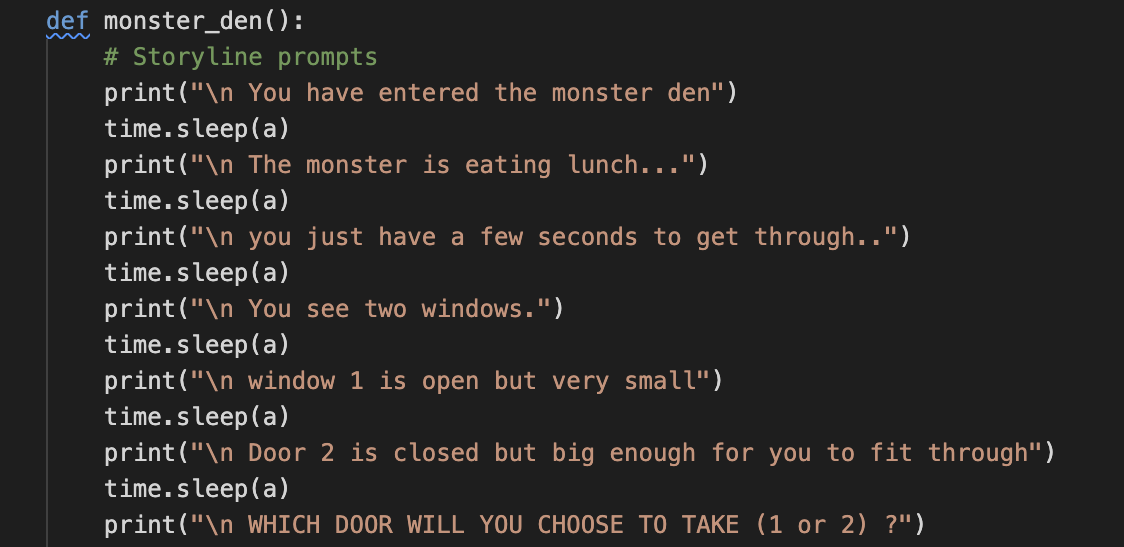 def monster_den():
    # Storyline prompts
    print("\n You have entered the monster den")
    time.sleep(a)
    print("\n The monster is eating lunch...")
    time.sleep(a)
    print("\n you just have a few seconds to get through..")
    time.sleep(a)
    print("\n You see two windows.")
    time.sleep(a)
    print("\n window 1 is open but very small")
    time.sleep(a)
    print("\n Door 2 is closed but big enough for you to fit through")
    time.sleep(a)
    print("\n WHICH DOOR WILL YOU CHOOSE TO TAKE (1 or 2) ?")